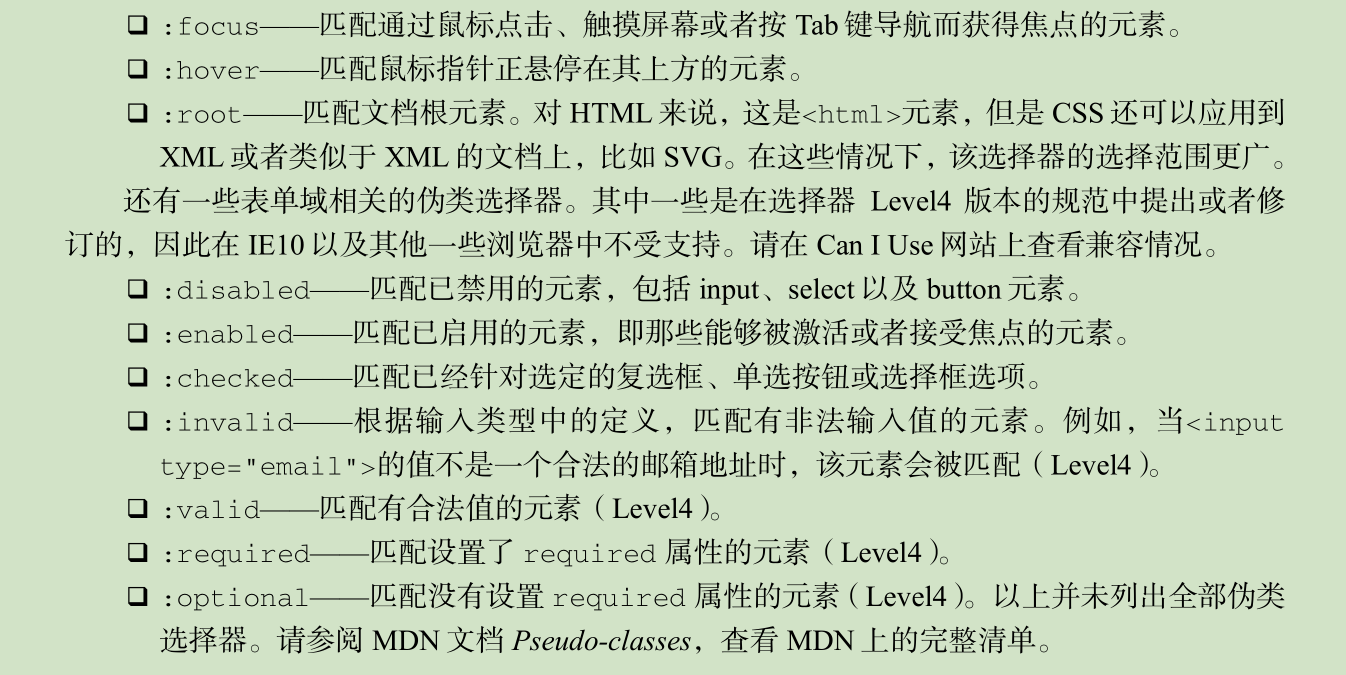 ❑ :focus——匹配通过鼠标点击、触摸屏幕或者按 Tab 键导航而获得焦点的元素。
❑ :hover——匹配鼠标指针正悬停在其上方的元素。
❑ :root——匹配文档根元素。对 HTML 来说，这是<html>元素，但是 CSS 还可以应用到
XML 或者类似于 XML 的文档上，比如 SVG。在这些情况下，该选择器的选择范围更广。
还有一些表单域相关的伪类选择器。其中一些是在选择器 Level4 版本的规范中提出或者修
订的，因此在 IE10 以及其他一些浏览器中不受支持。请在 Can I Use 网站上查看兼容情况。
❑ :disabled——匹配已禁用的元素，包括 input、select 以及 button 元素。
❑ :enabled——匹配已启用的元素，即那些能够被激活或者接受焦点的元素。
❑ :checked——匹配已经针对选定的复选框、单选按钮或选择框选项。
❑ :invalid——根据输入类型中的定义，匹配有非法输入值的元素。例如，当<input
type="email">的值不是一个合法的邮箱地址时，该元素会被匹配（Level4）。
❑ :valid——匹配有合法值的元素（Level4）。
❑ :required——匹配设置了 required 属性的元素（Level4）。
❑ :optional——匹配没有设置 required 属性的元素（Level4）。以上并未列出全部伪类
选择器。请参阅 MDN 文档 Pseudo-classes，查看 MDN 上的完整清单。